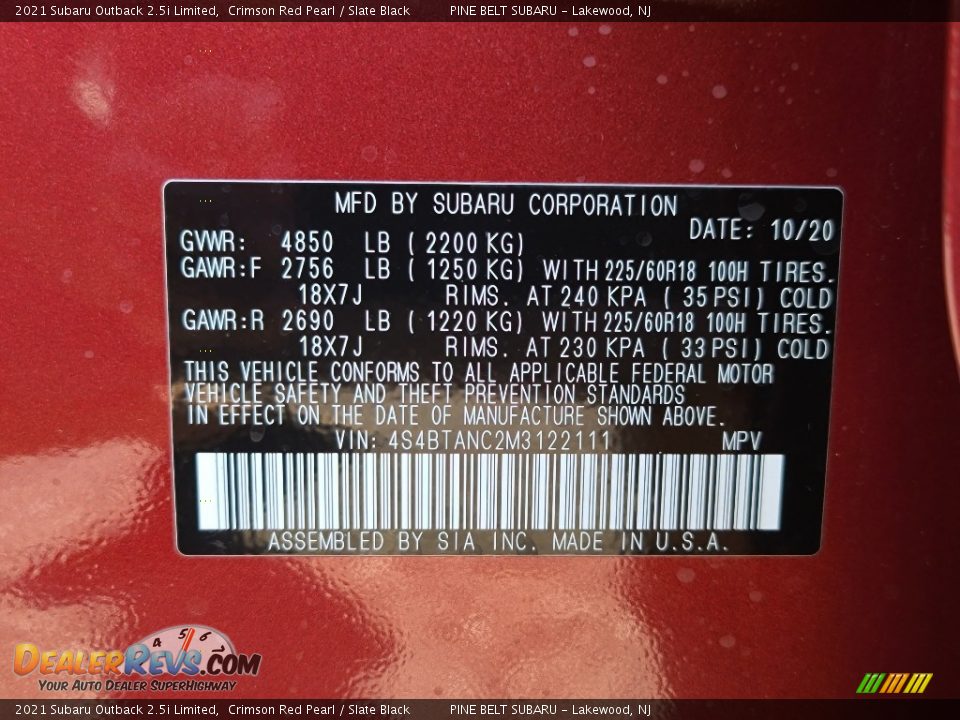 2021 Subaru Outback 2.5i Limited, Crimson Red Pearl / Slate Black PINE BELT SUBARU - Lakewood, NJ
MFD BY SUBARU CORPORATION
DATE: 10/20
GVWR: 4850 LB ( 2200 KG)
GAWR:F 2756 LB ( 1250 KG) WITH 225/60R18 100H TIRES.
18X7J RIMS. AT 240 KPA ( 35 PSI) COLD
GAWR:R 2690 LB ( 1220 KG) WITH 225/60R18 100H TIRES.
18X7J RIMS. AT 230 KPA ( 33 PSI) COLD
THIS VEHICLE CONFORMS TO ALL APPLICABLE FEDERAL MOTOR
VEHICLE SAFETY AND THEFT PREVENTION STANDARDS
IN EFFECT ON THE DATE OF MANUFACTURE SHOWN ABOVE.
VIN: 4S4BTANC2M3122111 MPV
ASSEMBLED BY SIA INC. MADE IN U.S.A.
4 5 6
DEALERREVS.COM
YOUR AUTO DEALER SUPERHIGHWAY
2021 Subaru Outback 2.5i Limited, Crimson Red Pearl / Slate Black PINE BELT SUBARU - Lakewood, NJ